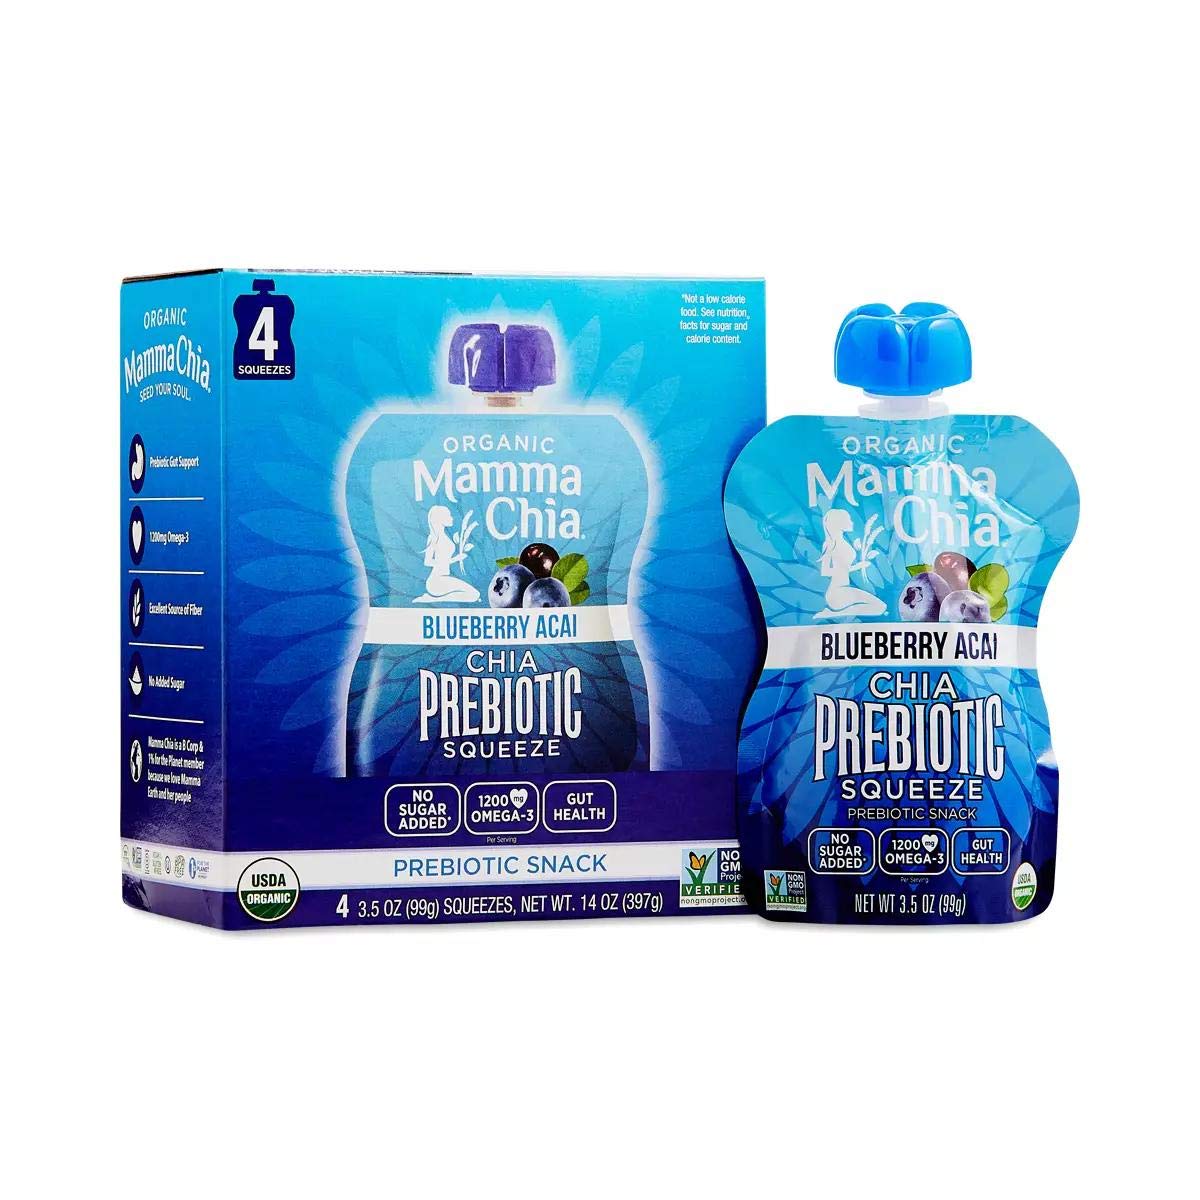 ORGANIC
Mamma Chia
SEED YOUR SOUL.
Prebiotic Gut Support
1200mg Omega-3
Excellent Source of Fiber
No Added Sugar
Mamma Chia is a B Corp &
1% for the Planet member
because we love Mamma
Earth and her people
4
SQUEEZES
*Not a low calorie
food. See nutrition
facts for sugar and
calorie content.
ORGANIC
Mamma
Chia
BLUEBERRY ACAI
CHIA
PREBIOTIC
SQUEEZE
NO
SUGAR
ADDED*
1200 mg
OMEGA-3
Per Serving
GUT
HEALTH
PREBIOTIC SNACK
USDA
ORGANIC
4 3.5 OZ (99g) SQUEEZES, NET WT. 14 OZ (397g)
NO
GM
Proje
VERIFIE
nongmoproject.o
ORGANIC
Mamma
Chia
BLUEBERRY ACAI
CHIA
PREBIOTIC
SQUEEZE
PREBIOTIC SNACK
NO
SUGAR
ADDED*
1200 mg
OMEGA-3
Per Serving
GUT
HEALTH
NON
GMO
Project
VERIFIED
nongmoproject.org
NET WT 3.5 OZ (99g)
USDA
ORGANIC